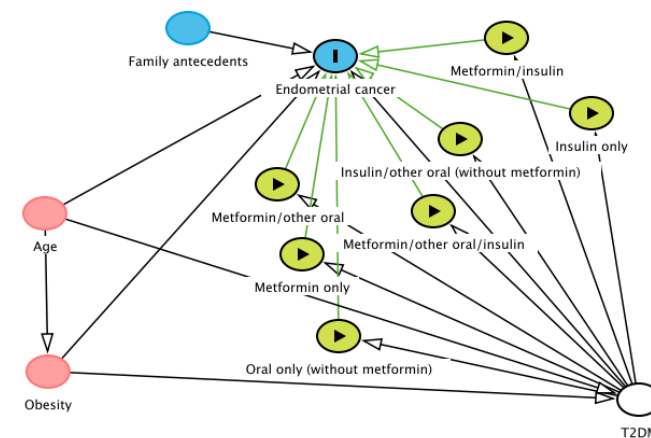 Family antecedents
Metformin/insulin
Endometrial cancer
Insulin only
Insulin/other oral (without metformin)
Metformin/other oral
Age
Metformin/other oral/insulin
Metformin only
Oral only (without metformin)
Obesity
T2DM